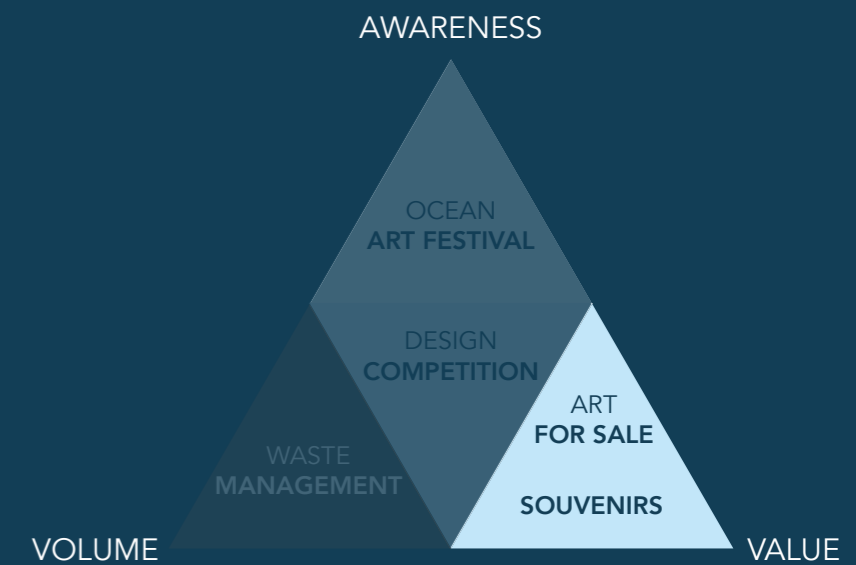 AWARENESS
OCEAN
ART FESTIVAL
DESIGN
COMPETITION
ART
FOR SALE
WASTE
MANAGEMENT
SOUVENIRS
VOLUME
VALUE